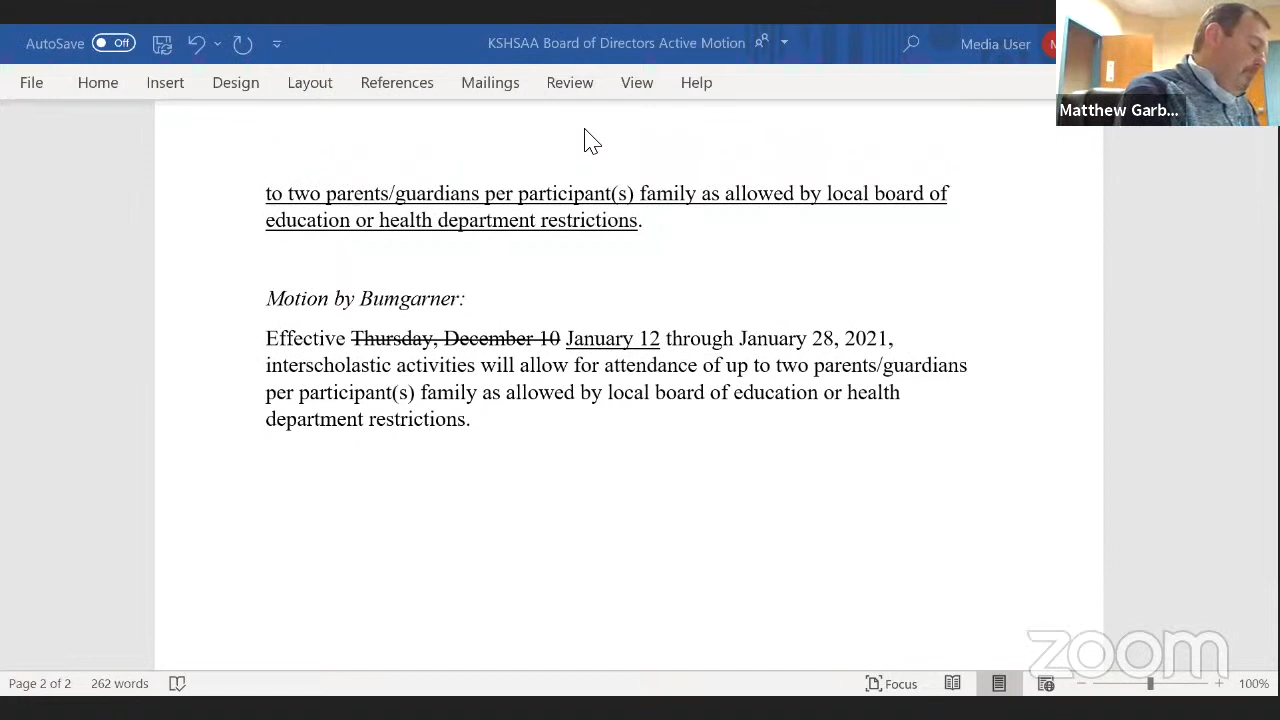 AutoSave Off KSHSAA Board of Directors Active Motion Media User
File Home Insert Design Layout References Mailings Review View Help
Matthew Garb...
to two parents/guardians per participant(s) family as allowed by local board of
education or health department restrictions.
Motion by Bumgarner:
Effective Thursday, December 10 January 12 through January 28, 2021,
interscholastic activities will allow for attendance of up to two parents/guardians
per participant(s) family as allowed by local board of education or health
department restrictions.
zoom
Page 2 of 2 262 words Focus 100%